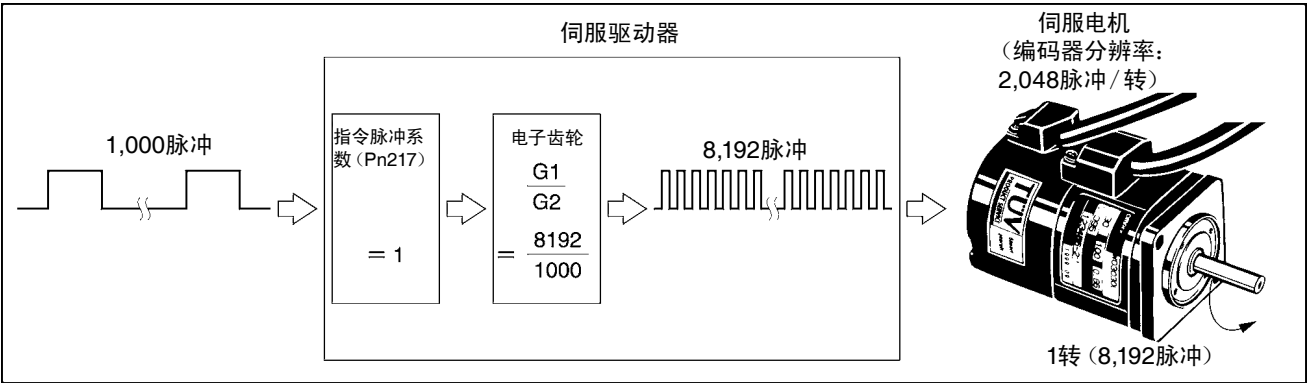 伺服驱动器
伺服电机
（编码器分辨率：
2,048脉冲/转）
1,000脉冲
指令脉冲系
数（Pn217）
＝1
电子齿轮
G1
G2
＝
8192
1000
8,192脉冲
TÜV
1转（8,192脉冲）